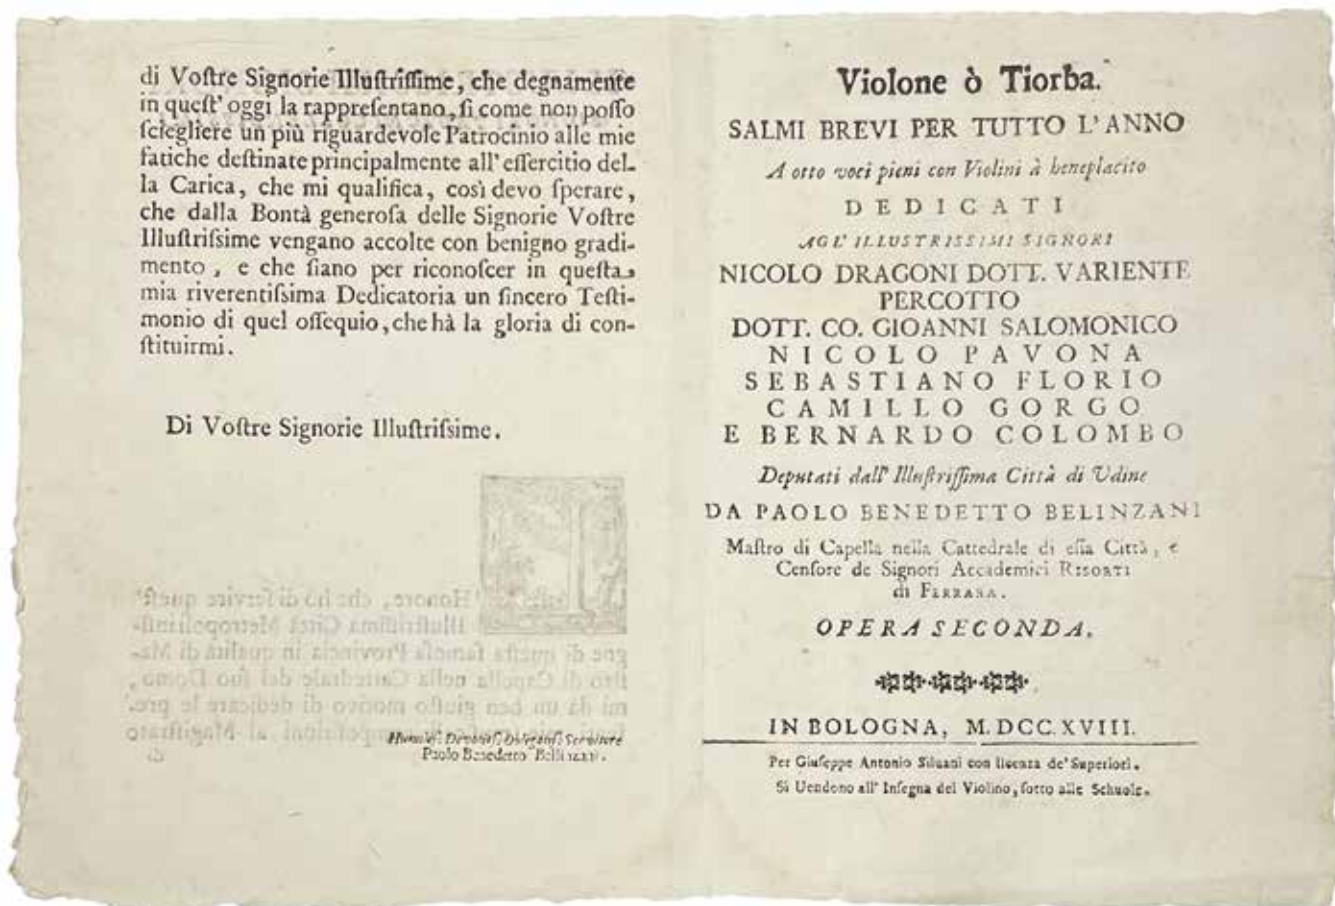 di Voſtre Signorie Illuſtriſſime, che degnamente
in queſt' oggi la rappreſentano, ſi come non poſſo
ſciegliere un più riguardevole Patrocinio alle mie
fatiche deſtinate principalmente all' eſſercitio del-
la Carica, che mi qualifica, così devo ſperare,
che dalla Bontà generoſa delle Signorie Voſtre
Illuſtriſsime vengano accolte con benigno gradi-
mento, e che ſiano per riconoſcer in queſta
mia riverentiſsima Dedicatoria un ſincero Teſti-
monio di quel oſſequio, che hà la gloria di con-
ſtituirmi.
Di Voſtre Signorie Illuſtriſsime.
Paolo Benedetto
Violone ò Tiorba.
SALMI BREVI PER TUTTO L'ANNO
A otto voci pieni con Violini à beneplacito
DEDICATI
AGL' ILLUSTRISSIMI SIGNORI
NICOLO DRAGONI DOTT. VARIENTE
PERCOTTO
DOTT. CO. GIOANNI SALOMONICO
NICOLO PAVONA
SEBASTIANO FLORIO
CAMILLO GORGO
E BERNARDO COLOMBO
Deputati dall' Illuſtriſſima Città di Udine
DA PAOLO BENEDETTO BELINZANI
Maſtro di Capella nella Cattedrale di eſſa Città, e
Cenſore de Signori Accademici RISORTI
di FERRARA.
OPERA SECONDA.
IN BOLOGNA, M. DCC. XVIII.
Per Giuſeppe Antonio Siluani con licenza de' Superiori.
Si Uendono all' Inſegna del Violino, ſotto alle Schuole.